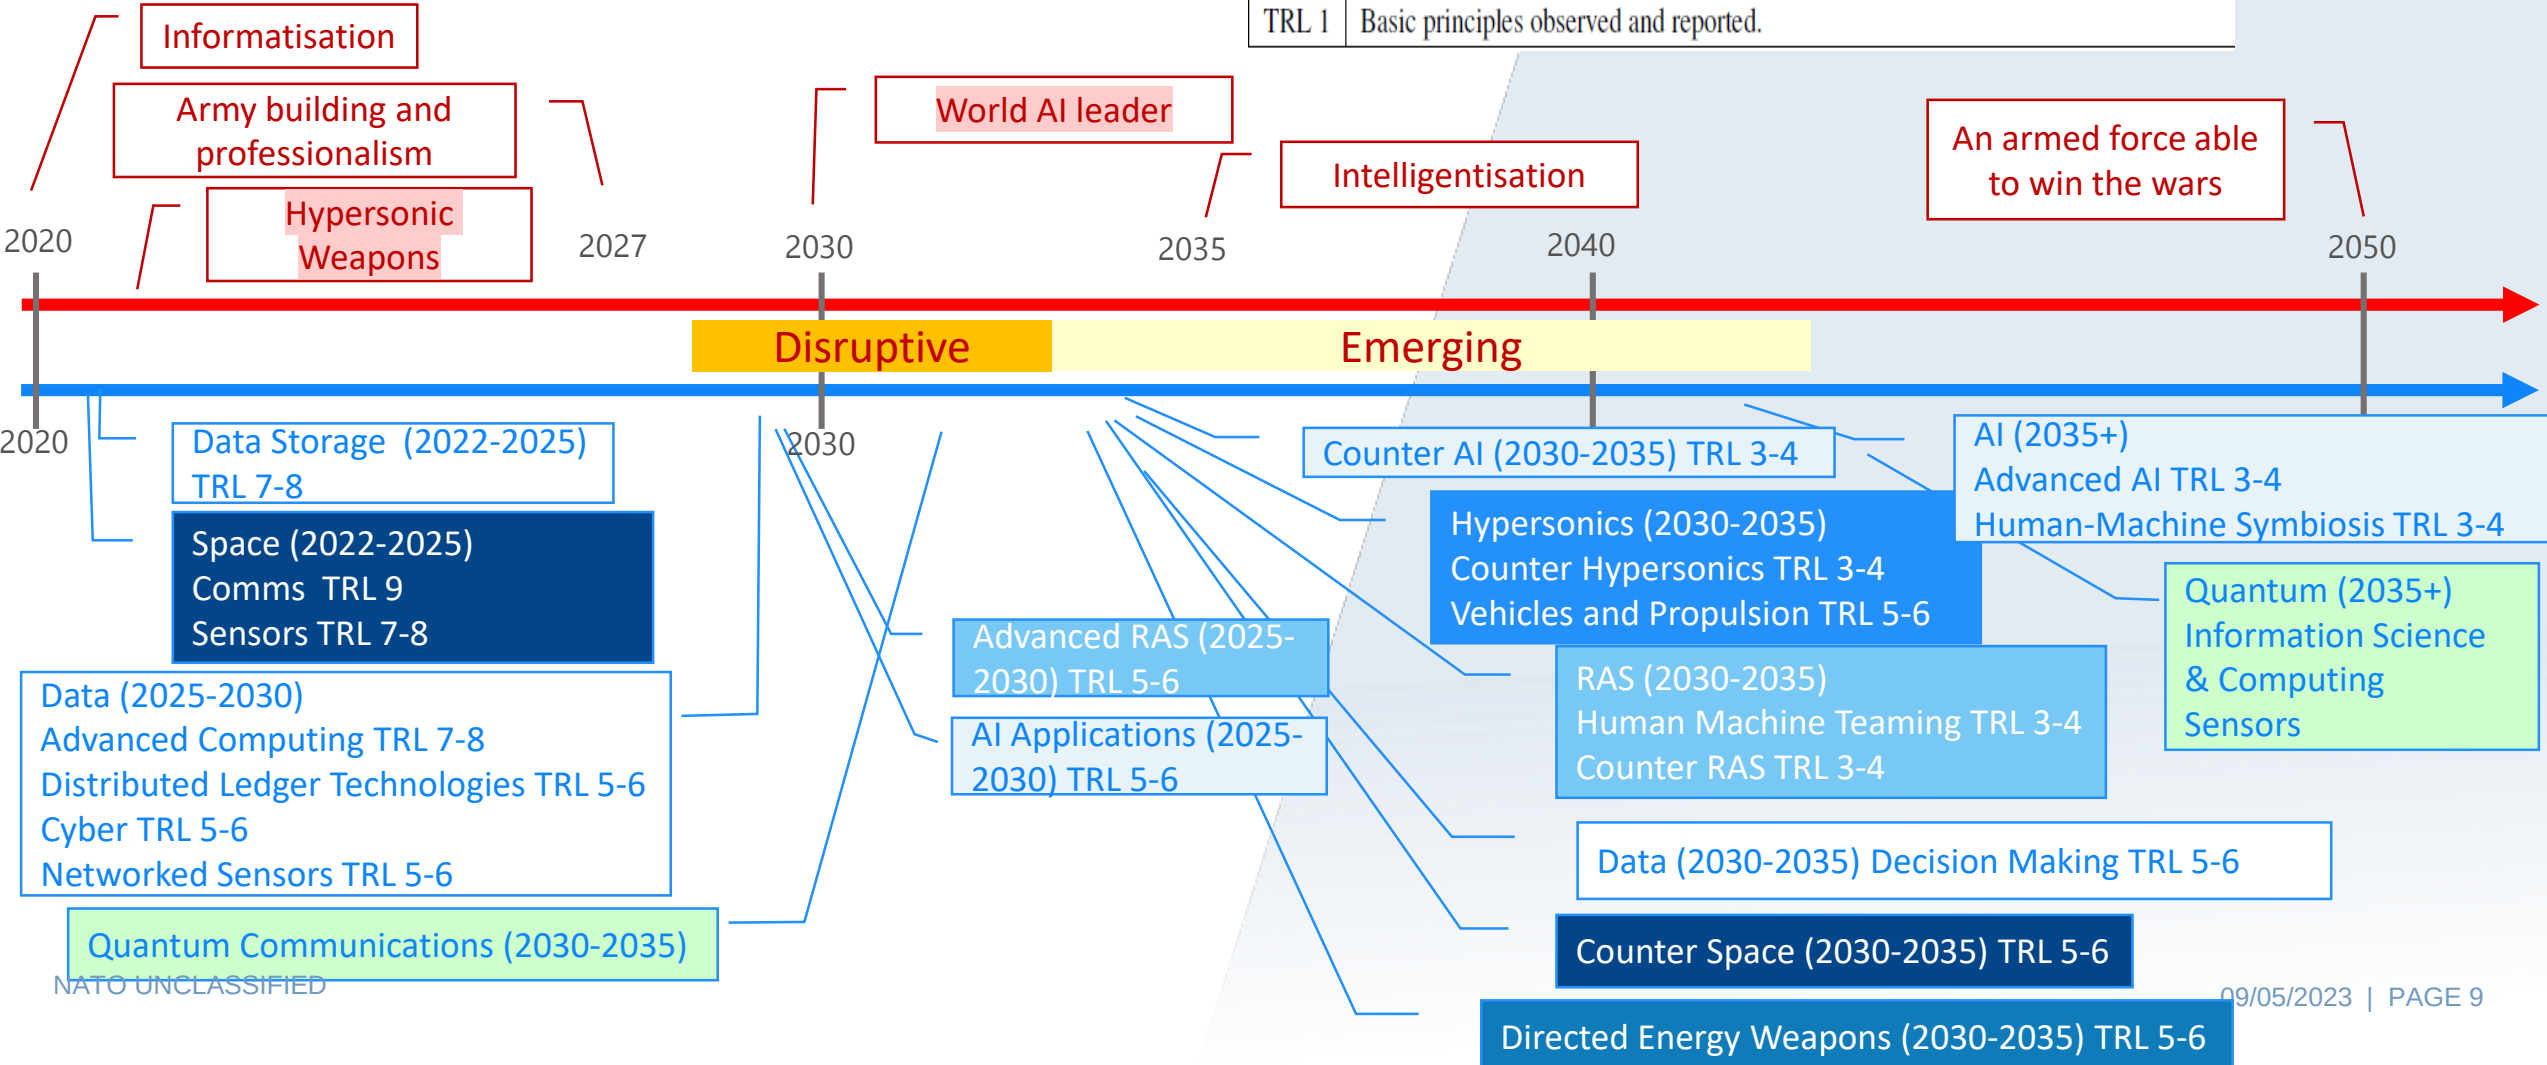 TRL 1 Basic principles observed and reported.
Informatisation
Army building and
professionalism
Hypersonic
Weapons
World AI leader
Intelligentisation
An armed force able
to win the wars
2020
2027
2030
2035
2040
2050
Disruptive
Emerging
2020
2030
Data Storage (2022-2025)
TRL 7-8
Space (2022-2025)
Comms TRL 9
Sensors TRL 7-8
Data (2025-2030)
Advanced Computing TRL 7-8
Distributed Ledger Technologies TRL 5-6
Cyber TRL 5-6
Networked Sensors TRL 5-6
Quantum Communications (2030-2035)
Advanced RAS (2025-
2030) TRL 5-6
AI Applications (2025-
2030) TRL 5-6
Counter AI (2030-2035) TRL 3-4
Hypersonics (2030-2035)
Counter Hypersonics TRL 3-4
Vehicles and Propulsion TRL 5-6
RAS (2030-2035)
Human Machine Teaming TRL 3-4
Counter RAS TRL 3-4
Data (2030-2035) Decision Making TRL 5-6
Counter Space (2030-2035) TRL 5-6
Directed Energy Weapons (2030-2035) TRL 5-6
AI (2035+)
Advanced AI TRL 3-4
Human-Machine Symbiosis TRL 3-4
Quantum (2035+)
Information Science
& Computing
Sensors
NATO UNCLASSIFIED
09/05/2023 | PAGE 9